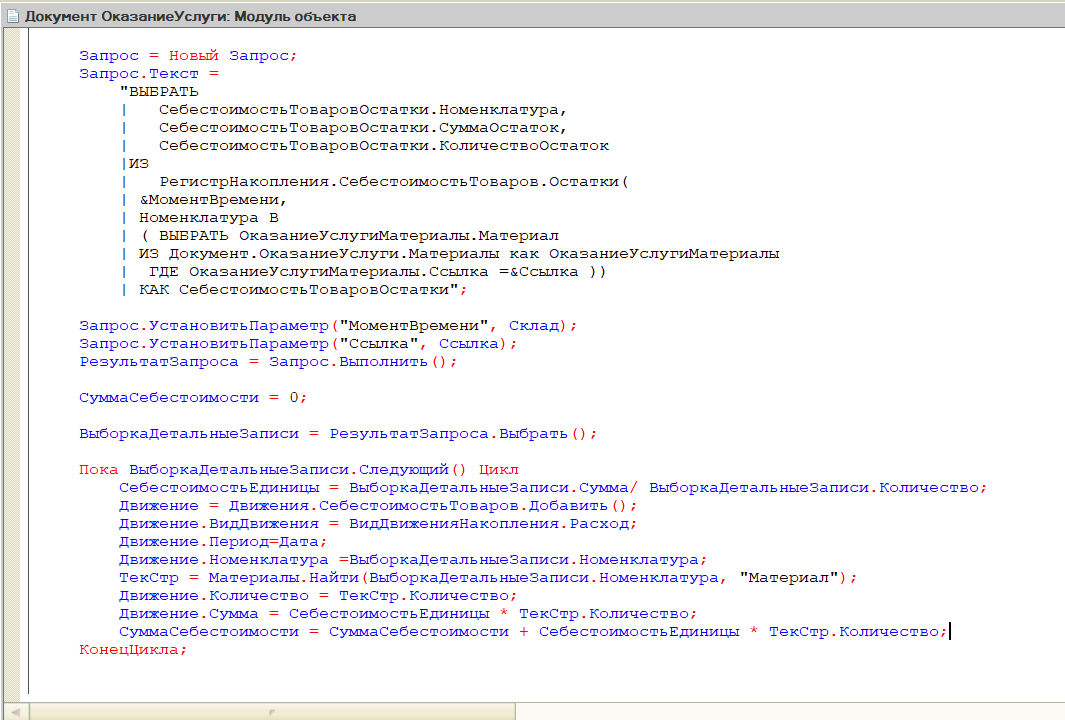 Документ ОказаниеУслуги: Модуль объекта
Запрос = Новый Запрос;
Запрос.Текст =
"ВЫБРАТЬ
|   СебестоимостьТоваровОстатки.Номенклатура,
|   СебестоимостьТоваровОстатки.СуммаОстаток,
|   СебестоимостьТоваровОстатки.КоличествоОстаток
|ИЗ
|   РегистрНакопления.СебестоимостьТоваров.Остатки(
| &МоментВремени,
| Номенклатура В
| ( ВЫБРАТЬ ОказаниеУслугиМатериалы.Материал
| ИЗ Документ.ОказаниеУслуги.Материалы как ОказаниеУслугиМатериалы
|  ГДЕ ОказаниеУслугиМатериалы.Ссылка =&Ссылка ))
| КАК СебестоимостьТоваровОстатки";
Запрос.УстановитьПараметр("МоментВремени", Склад);
Запрос.УстановитьПараметр("Ссылка", Ссылка);
РезультатЗапроса = Запрос.Выполнить();
СуммаСебестоимости = 0;
ВыборкаДетальныеЗаписи = РезультатЗапроса.Выбрать();
Пока ВыборкаДетальныеЗаписи.Следующий() Цикл
СебестоимостьЕдиницы = ВыборкаДетальныеЗаписи.Сумма/ ВыборкаДетальныеЗаписи.Количество;
Движение = Движения.СебестоимостьТоваров.Добавить();
Движение.ВидДвижения = ВидДвиженияНакопления.Расход;
Движение.Период=Дата;
Движение.Номенклатура =ВыборкаДетальныеЗаписи.Номенклатура;
ТекСтр = Материалы.Найти(ВыборкаДетальныеЗаписи.Номенклатура, "Материал");
Движение.Количество = ТекСтр.Количество;
Движение.Сумма = СебестоимостьЕдиницы * ТекСтр.Количество;
СуммаСебестоимости = СуммаСебестоимости + СебестоимостьЕдиницы * ТекСтр.Количество;
КонецЦикла;